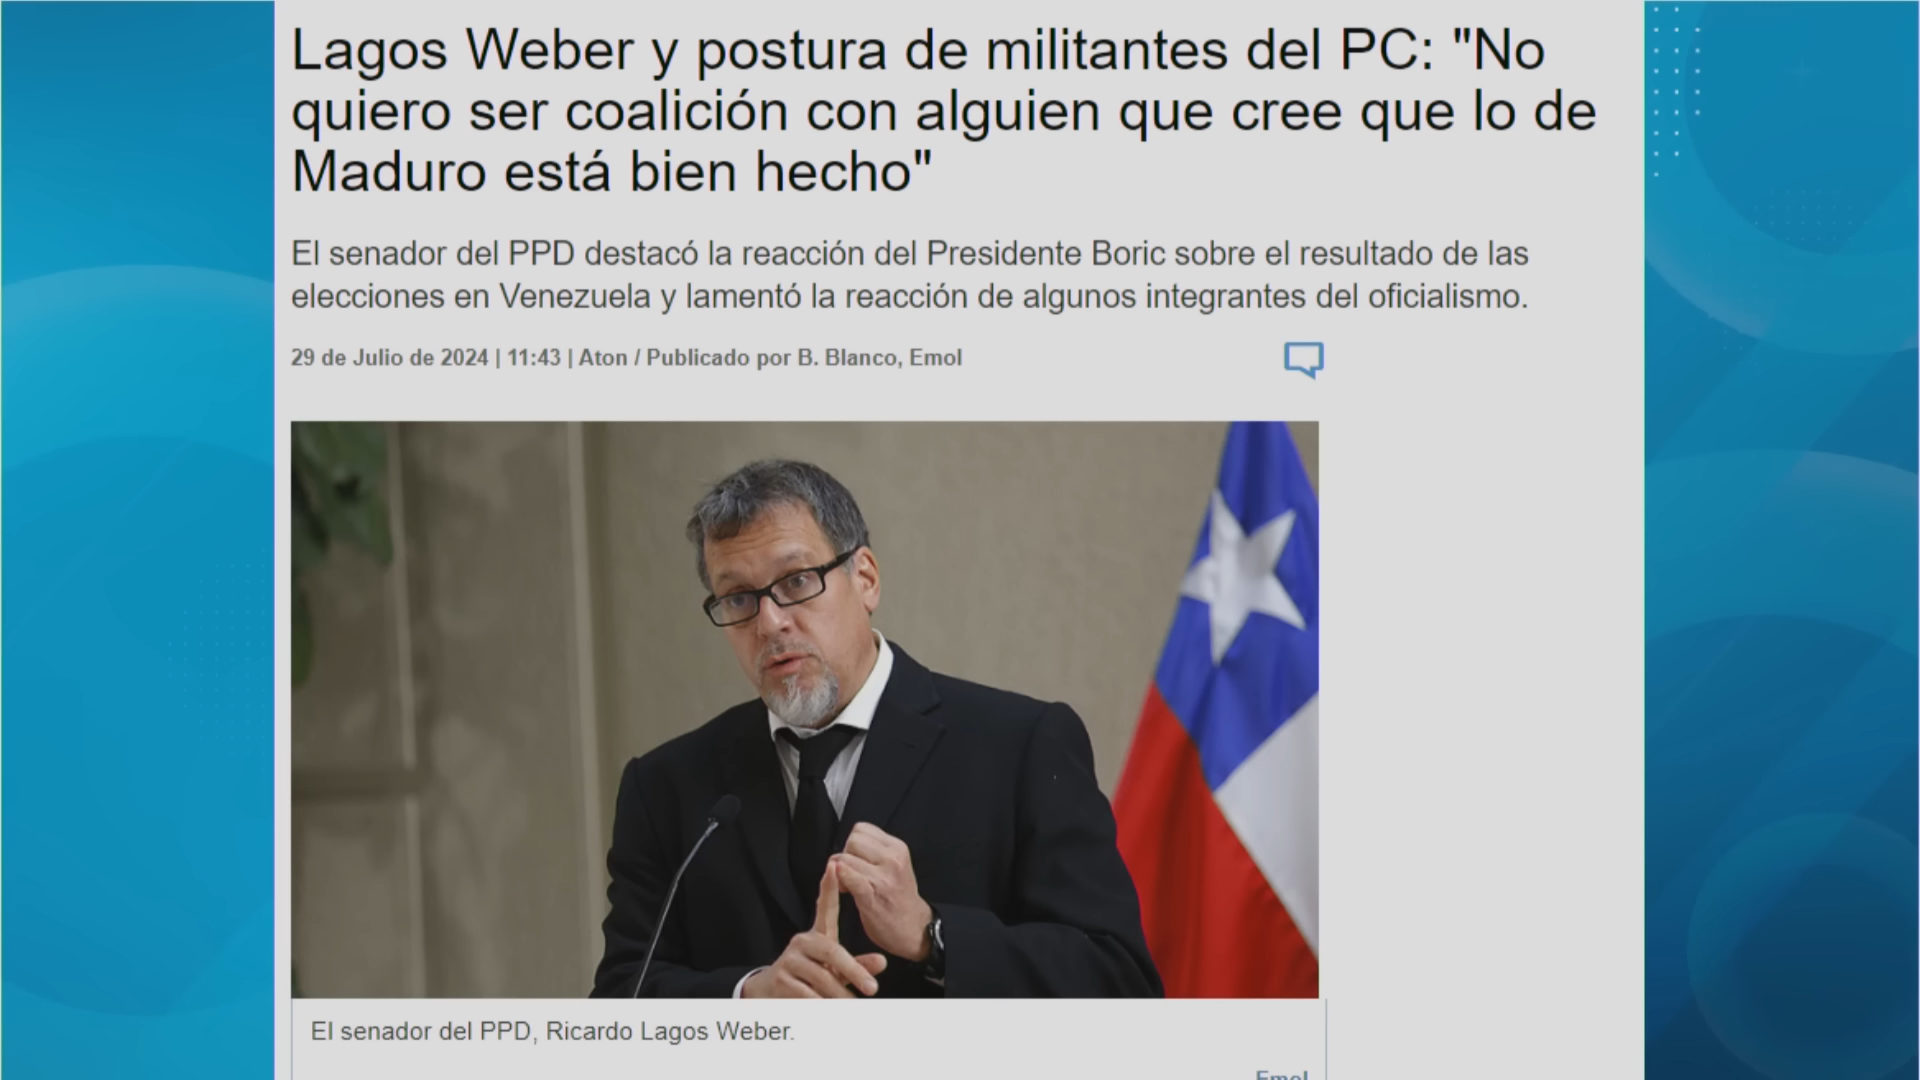 Lagos Weber y postura de militantes del PC: "No
quiero ser coalición con alguien que cree que lo de
Maduro está bien hecho"
El senador del PPD destacó la reacción del Presidente Boric sobre el resultado de las
elecciones en Venezuela y lamentó la reacción de algunos integrantes del oficialismo.
29 de Julio de 2024 | 11:43 | Aton / Publicado por B. Blanco, Emol
El senador del PPD, Ricardo Lagos Weber.
Emol